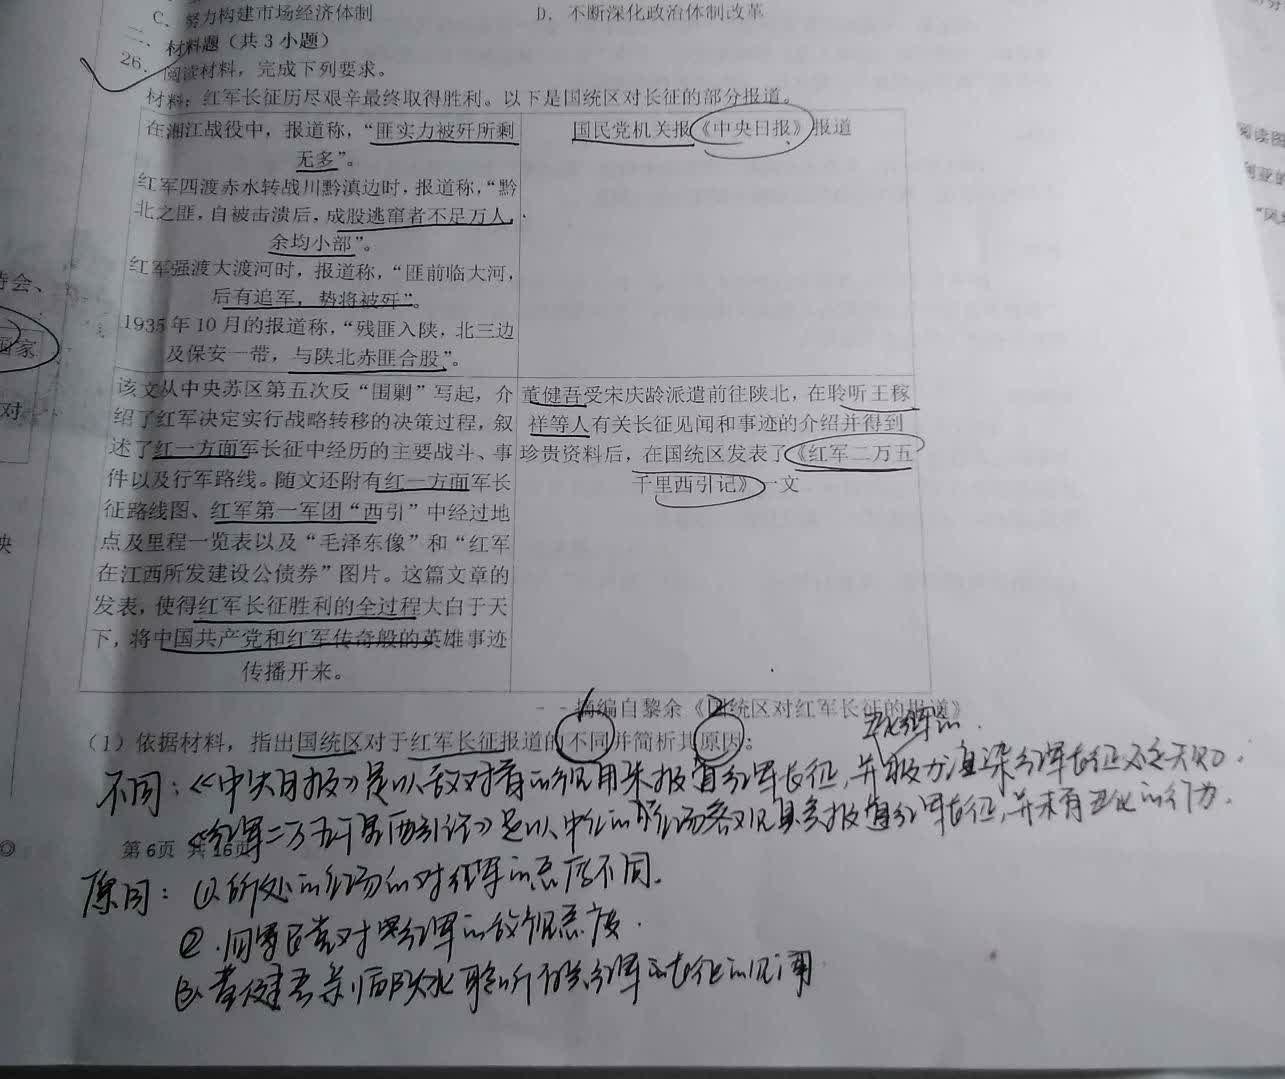 C、努力构建市场经济体制
D. 不断深化政治体制改革
二、材料题（共3小题）
26. 阅读材料，完成下列要求。
材料：红军长征历尽艰辛最终取得胜利。以下是国统区对长征的部分报道。
在湘江战役中，报道称，“匪实力被歼所剩
无多”。
红军四渡赤水转战川黔滇边时，报道称，“黔
北之匪，自被击溃后，成股逃窜者不足万人，
余均小部”。
红军强渡大渡河时，报道称，“匪前临大河，
后有追军，势将被歼”。
1935年10月的报道称，“残匪入陕，北三边
及保安一带，与陕北赤匪合股”。
国民党机关报《中央日报》报道
该文从中央苏区第五次反“围剿”写起，介
绍了红军决定实行战略转移的决策过程，叙
述了红一方面军长征中经历的主要战斗、事
件以及行军路线。随文还附有红一方面军长
征路线图、红军第一军团“西引”中经过地
点及里程一览表以及“毛泽东像”和“红军
在江西所发建设公债券”图片。这篇文章的
发表，使得红军长征胜利的全过程大白于天
下，将中国共产党和红军传奇般的英雄事迹
传播开来。
董健吾受宋庆龄派遣前往陕北，在聆听王稼
祥等人有关长征见闻和事迹的介绍并得到
珍贵资料后，在国统区发表了《红军二万五
千里西引记》一文
--摘编自黎余《国统区对红军长征的报道》
（1）依据材料，指出国统区对于红军长征报道的不同并简析其原因；
不同：《中央日报》是以敌对者的 来报道红军长征，并极力渲染红军长征
《红军二万五千里西引记》是以中立的立场客观真实报道红军长征，并未有丑化的行为.
第6页 共16页
原因：①所处的立场和对红军的态度不同.
②.国民党对 红军的敌视态度.
③.董健吾亲临陕北聆听 红军的长征的见闻